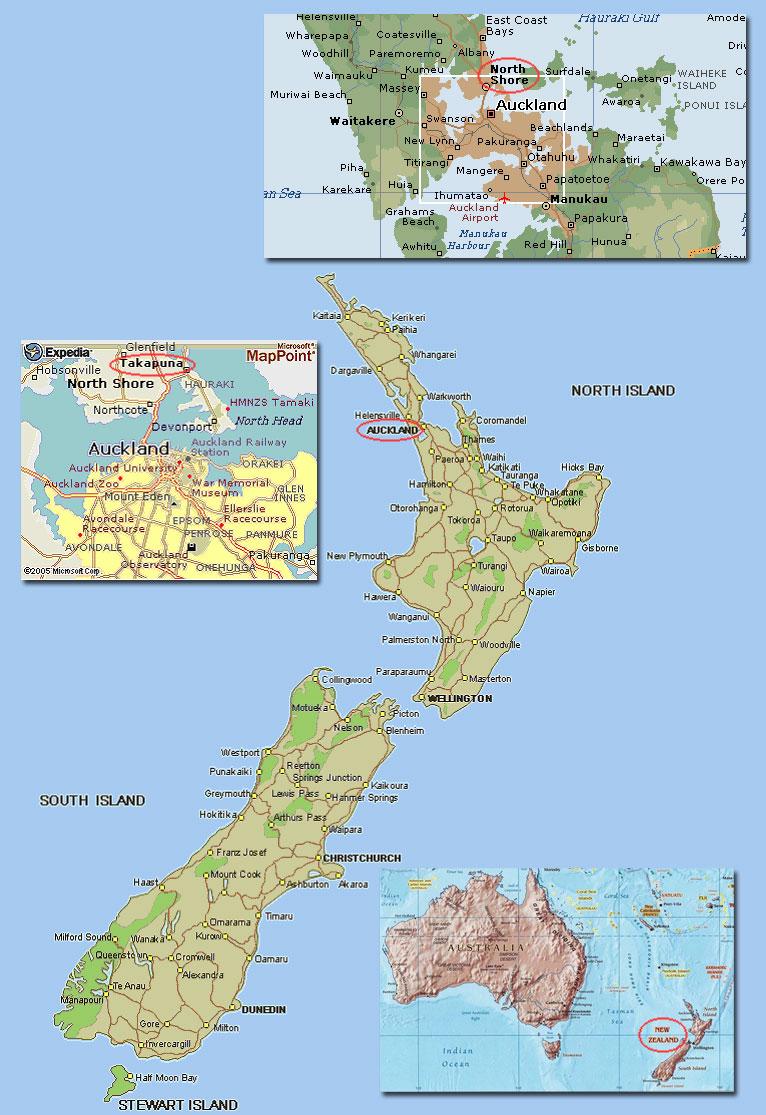 Helensville
East Coast
Bays
Hauraki Gulf
Amode
Wharepara
Coatesville
Woodhill
Paremoremo
Albany
Driv
Waimauku
Kumeu
North
Shore
Surfdale
Onetangi
WAIHEKE
ISLAND
Muriwai Beach
Massey
Auckland
Awaroa
PONUI ISLA
Waitakere
Swanson
Beachlands
Maraetai
New Lynn
Pakuranga
Titirangi
Otahuhu
Whakatiri
Kawakawa Bay
Piha
Mangere
Papatoetoe
Orere Po
Karekare
Huia
Ihumatao
Manukau
an Sea
Grahams
Beach
Auckland
Airport
Papakura
Manukau
Harbour
Awhitu
Red Hill
Hunua
Kaiau
Expedia
Glenfield
Microsoft
MapPoint
Hobsonville
Takapuna
North Shore
HAURAKI
HMNZS Tamaki
Northcote
North Head
Devonport
Auckland
Auckland Railway
Station
ORAKEI
Auckland University
Auckland Zoo
War Memorial
Museum
GLEN
INNES
Mount Eden
Ellerslie
Racecourse
Avondale
Racecourse
EPSOM
PENROSE
PANMURE
AVONDALE
Auckland
Observatory
Pakuranga
ONEHUNGA
©2005 Microsoft Corp
Kaitaia
Kerikeri
Paihia
Whangarei
Dargaville
NORTH ISLAND
Warkworth
Helensville
Coromandel
AUCKLAND
Thames
Paeroa
Waihi
Katikati
Tauranga
Hicks Bay
Hamilton
Te Puke
Whakatane
Opotiki
Otorohanga
Rotorua
Tokoroa
Taupo
Waikaremoana
Gisborne
New Plymouth
Turangi
Wairoa
Hawera
Waiouru
Napier
Wanganui
Palmerston North
Woodville
Paraparaumu
Masterton
Collingwood
WELLINGTON
Motueka
Picton
Nelson
Blenheim
Westport
Reefton
Punakaiki
Springs Junction
Kaikoura
SOUTH ISLAND
Greymouth
Lewis Pass
Hanmer Springs
Hokitika
Arthurs Pass
Waipara
Franz Josef
CHRISTCHURCH
Mount Cook
Haast
Ashburton
Akaroa
Timaru
Omarama
Milford Sound
Wanaka
Kurow
Queenstown
Cromwell
Oamaru
Alexandra
Te Anau
Manapouri
DUNEDIN
Gore
Milton
Invercargill
Half Moon Bay
STEWART ISLAND
AUSTRALIA
Tasman
Sea
NEW
ZEALAND
North
Island
Wellington
South Island
Indian
Ocean
Tasmania